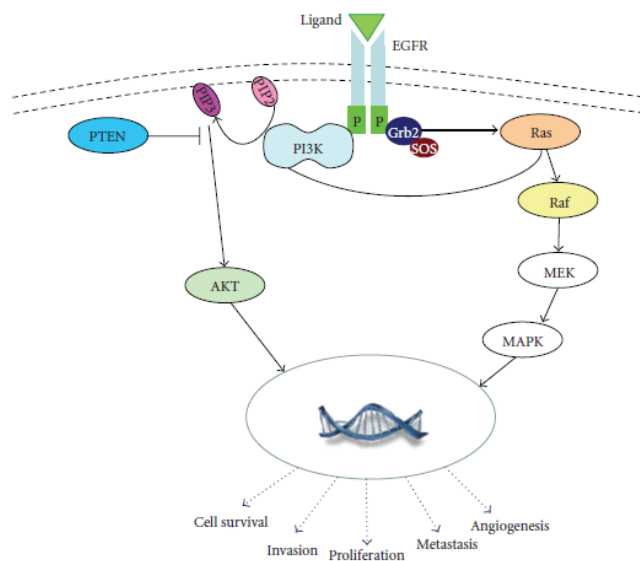 Ligand
EGFR
PIP3
PIP2
P
P
Grb2
SOS
PTEN
PI3K
Ras
Raf
AKT
MEK
MAPK
Cell survival
Invasion
Proliferation
Metastasis
Angiogenesis